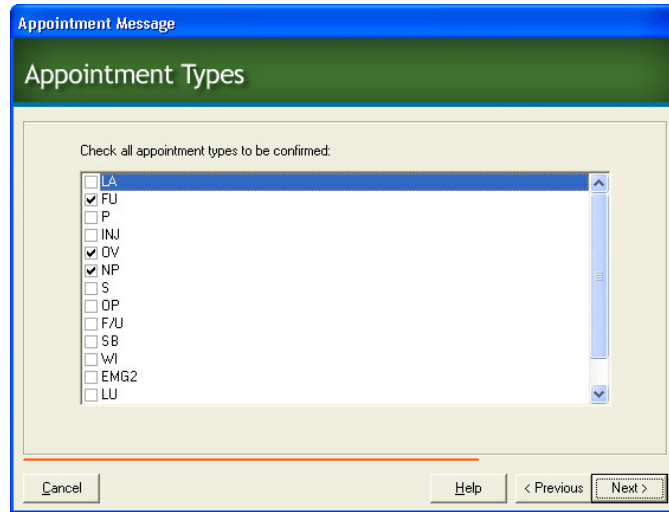 Appointment Message
Appointment Types
Check all appointment types to be confirmed:
LA
FU
P
INJ
OV
NP
S
OP
F/U
SB
WI
EMG2
LU
Cancel
Help
< Previous
Next >